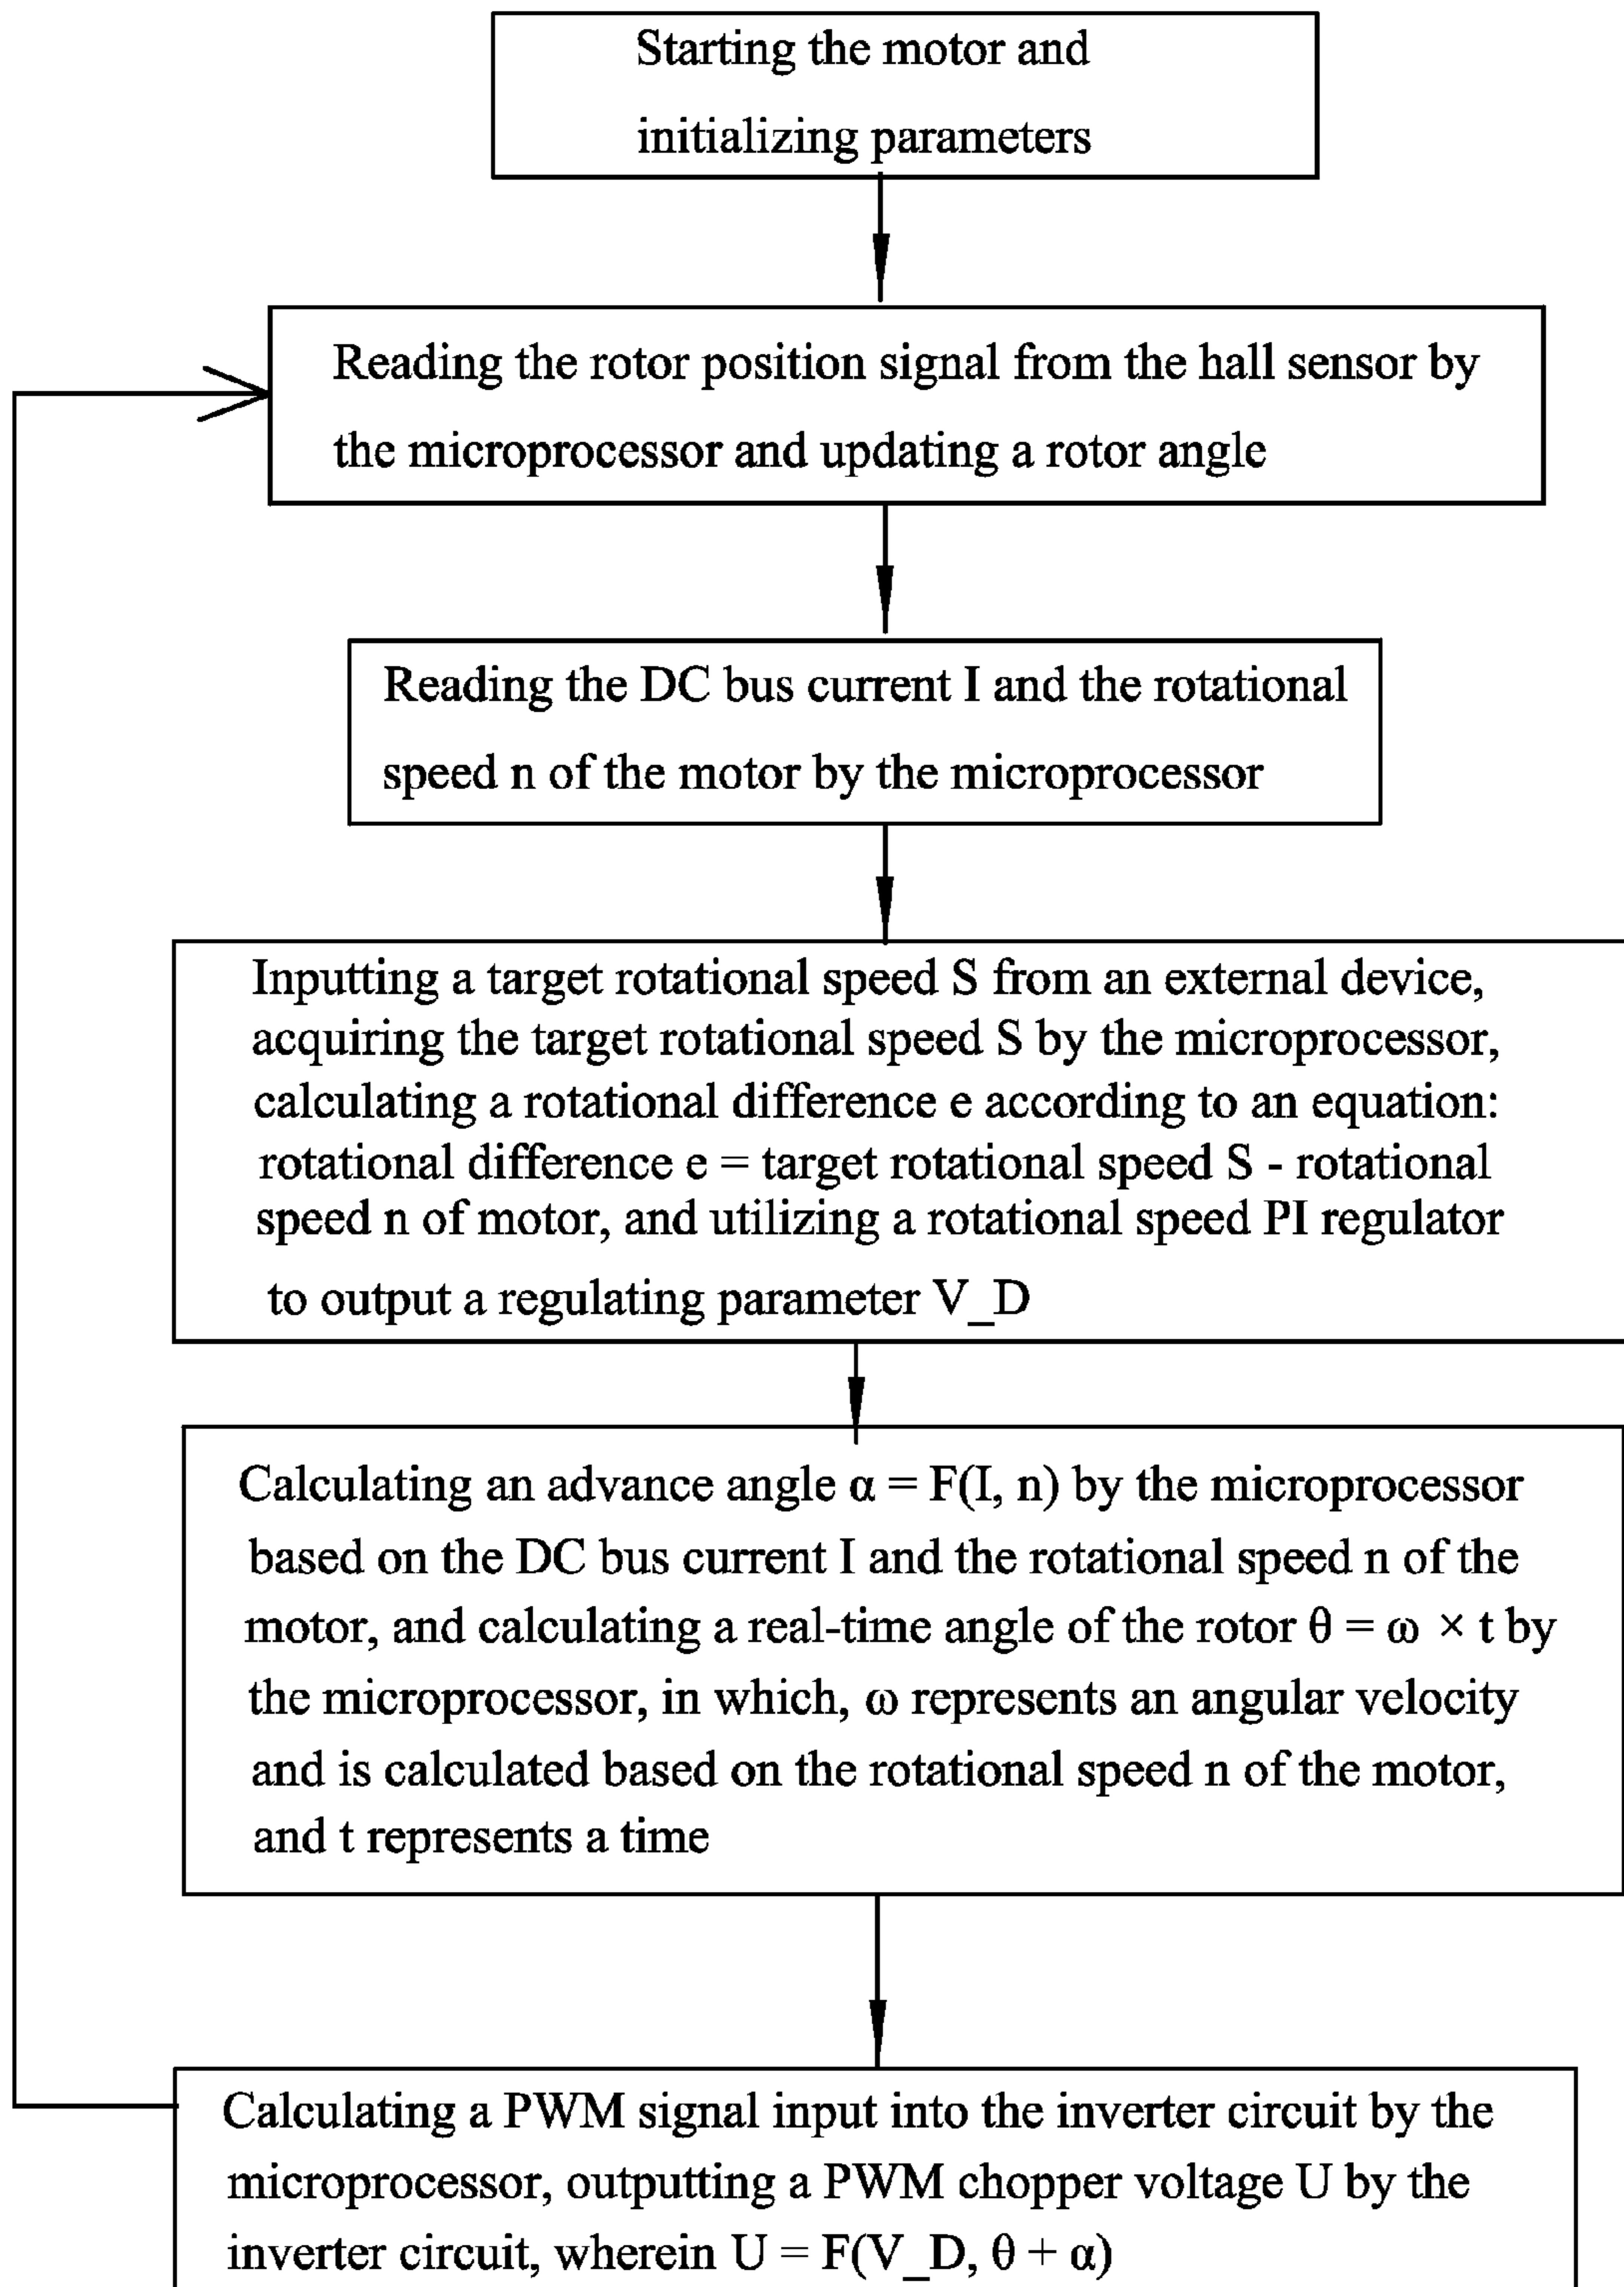 Starting the motor and
initializing parameters
Reading the rotor position signal from the hall sensor by
the microprocessor and updating a rotor angle
Reading the DC bus current I and the rotational
speed n of the motor by the microprocessor
Inputting a target rotational speed S from an external device,
acquiring the target rotational speed S by the microprocessor,
calculating a rotational difference e according to an equation:
rotational difference e = target rotational speed S - rotational
speed n of motor, and utilizing a rotational speed PI regulator
to output a regulating parameter V_D
Calculating an advance angle α = F(I, n) by the microprocessor
based on the DC bus current I and the rotational speed n of the
motor, and calculating a real-time angle of the rotor θ = ω × t by
the microprocessor, in which, ω represents an angular velocity
and is calculated based on the rotational speed n of the motor,
and t represents a time
Calculating a PWM signal input into the inverter circuit by the
microprocessor, outputting a PWM chopper voltage U by the
inverter circuit, wherein U = F(V_D, θ + α)